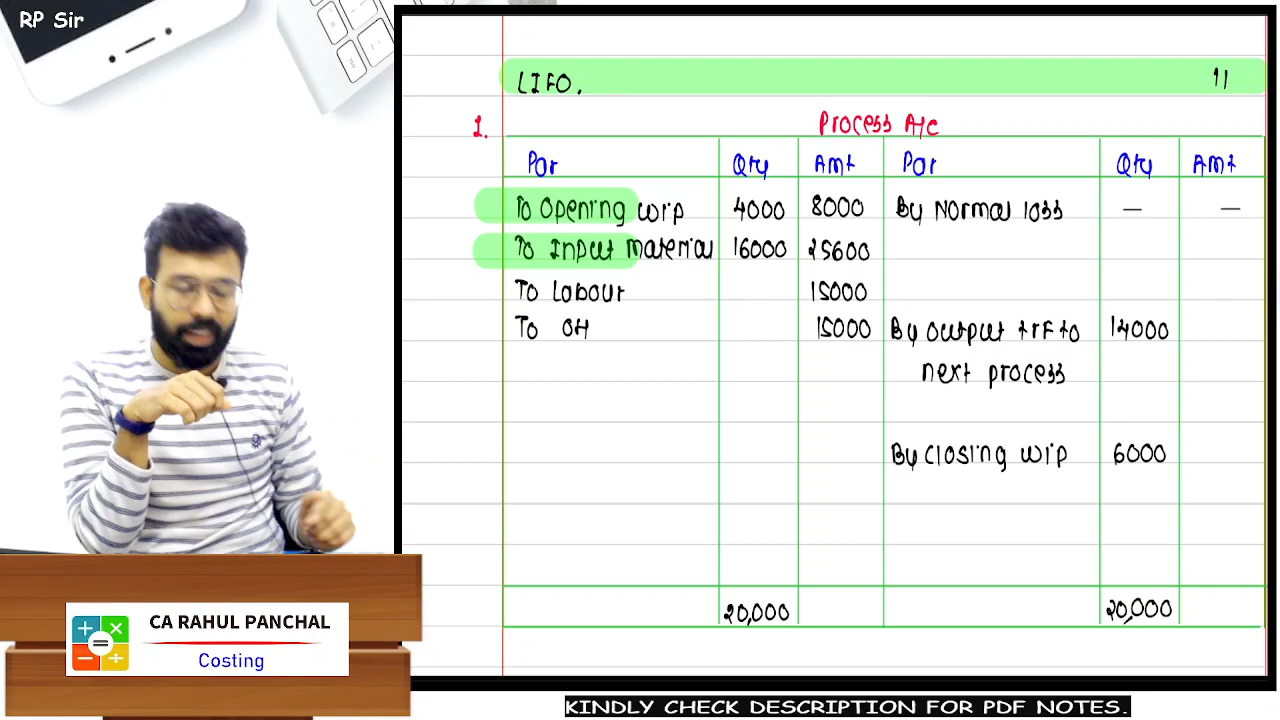 RP Sir
LIFO. 11
1. Process A/c
Par Qty Amt Par Qty Amt
To Opening WIP 4000 8000 By Normal loss — —
To Input Material 16000 25600
To Labour 15000
To OH 15000 By Output trf to 14000
next process
By closing WIP 6000
20,000 20,000
CA RAHUL PANCHAL
Costing
KINDLY CHECK DESCRIPTION FOR PDF NOTES.